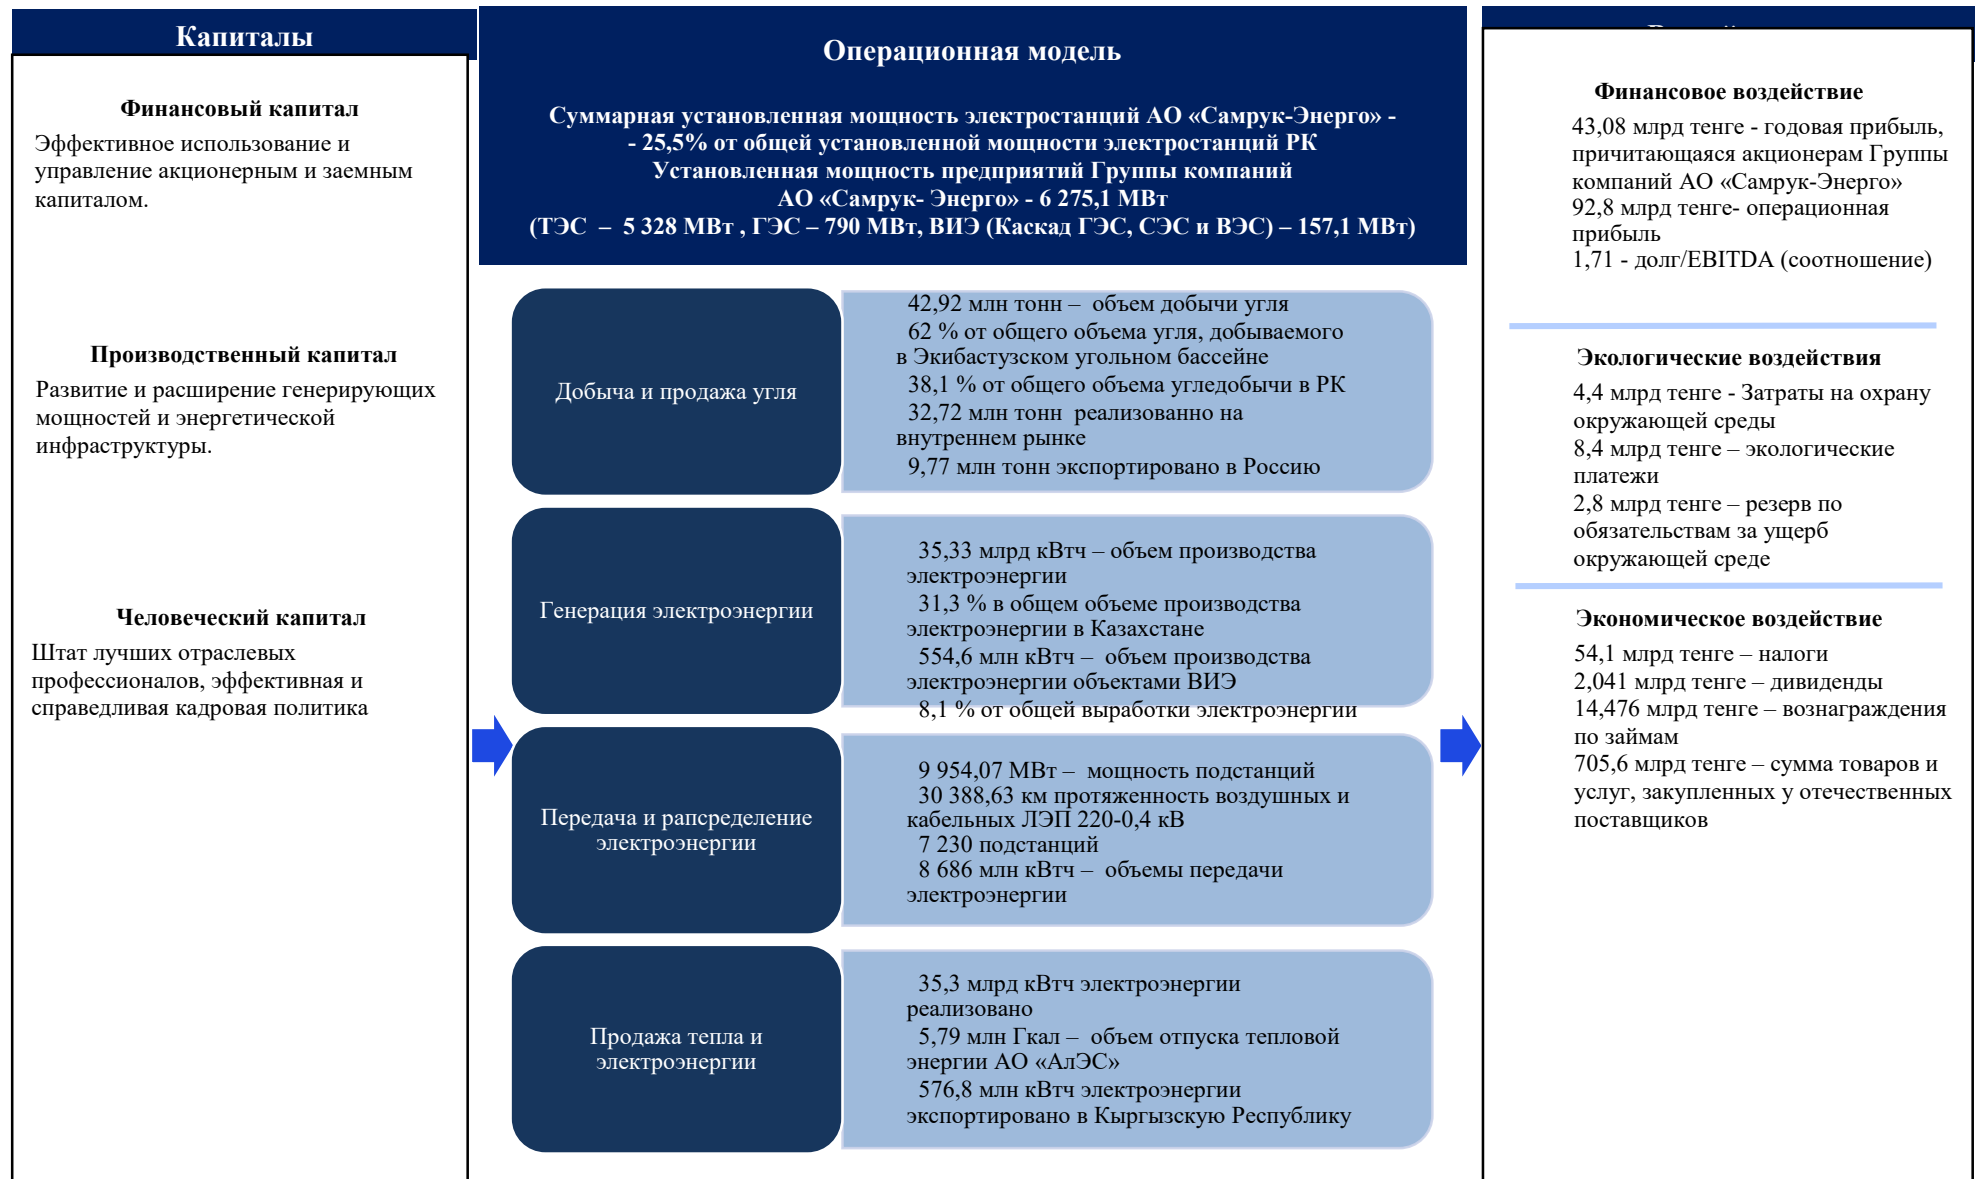 Капиталы
Финансовый капитал
Эффективное использование и
управление акционерным и заемным
капиталом.
Производственный капитал
Развитие и расширение генерирующих
мощностей и энергетической
инфраструктуры.
Человеческий капитал
Штат лучших отраслевых
профессионалов, эффективная и
справедливая кадровая политика
Операционная модель
Суммарная установленная мощность электростанций АО «Самрук-Энерго» -
- 25,5% от общей установленной мощности электростанций РК
Установленная мощность предприятий Группы компаний
АО «Самрук- Энерго» - 6 275,1 МВт
(ТЭС – 5 328 МВт , ГЭС – 790 МВт, ВИЭ (Каскад ГЭС, СЭС и ВЭС) – 157,1 МВт)
Добыча и продажа угля
42,92 млн тонн – объем добычи угля
62 % от общего объема угля, добываемого
в Экибастузском угольном бассейне
38,1 % от общего объема угледобычи в РК
32,72 млн тонн реализованно на
внутреннем рынке
9,77 млн тонн экспортировано в Россию
Генерация электроэнергии
35,33 млрд кВтч – объем производства
электроэнергии
31,3 % в общем объеме производства
электроэнергии в Казахстане
554,6 млн кВтч – объем производства
электроэнергии объектами ВИЭ
8,1 % от общей выработки электроэнергии
Передача и рапсределение
электроэнергии
9 954,07 МВт – мощность подстанций
30 388,63 км протяженность воздушных и
кабельных ЛЭП 220-0,4 кВ
7 230 подстанций
8 686 млн кВтч – объемы передачи
электроэнергии
Продажа тепла и
электроэнергии
35,3 млрд кВтч электроэнергии
реализовано
5,79 млн Гкал – объем отпуска тепловой
энергии АО «АлЭС»
576,8 млн кВтч электроэнергии
экспортировано в Кыргызскую Республику
Финансовое воздействие
43,08 млрд тенге - годовая прибыль,
причитающаяся акционерам Группы
компаний АО «Самрук-Энерго»
92,8 млрд тенге- операционная
прибыль
1,71 - долг/EBITDA (соотношение)
Экологические воздействия
4,4 млрд тенге - Затраты на охрану
окружающей среды
8,4 млрд тенге – экологические
платежи
2,8 млрд тенге – резерв по
обязательствам за ущерб
окружающей среде
Экономическое воздействие
54,1 млрд тенге – налоги
2,041 млрд тенге – дивиденды
14,476 млрд тенге – вознаграждения
по займам
705,6 млрд тенге – сумма товаров и
услуг, закупленных у отечественных
поставщиков